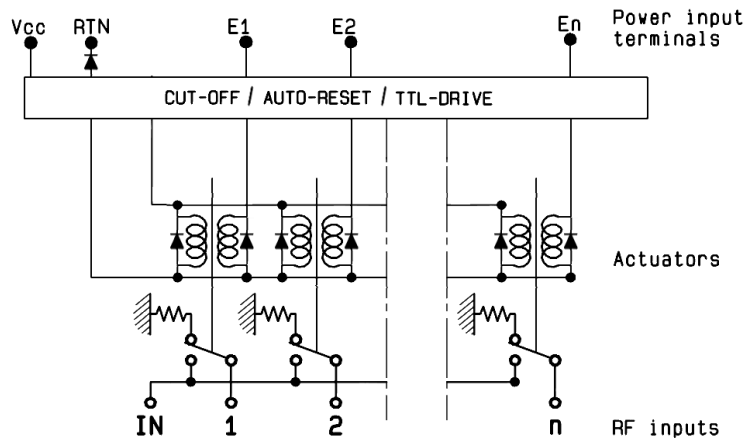 Vcc RTN E1 E2 En Power input
terminals
CUT-OFF / AUTO-RESET / TTL-DRIVE
Actuators
IN 1 2 n RF inputs